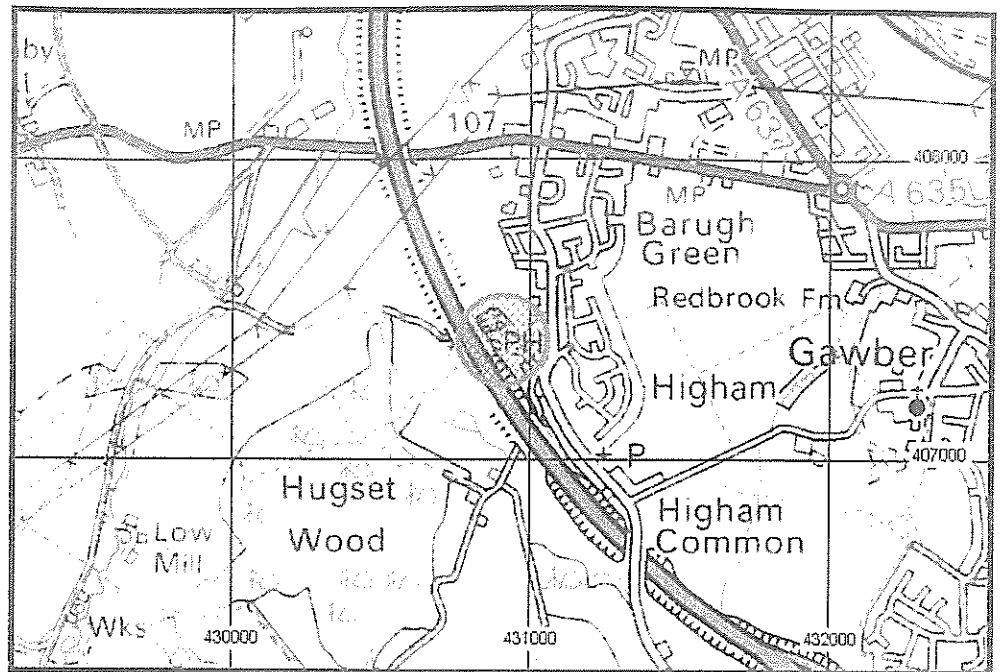 by
MP
107
MP
A 637
408000
A 635
MP
Barugh
Green
Redbrook Fm
Gawber
Higham
407000
P
Hugset
Wood
Higham
Common
Low
Mill
Wks
430000
431000
432000